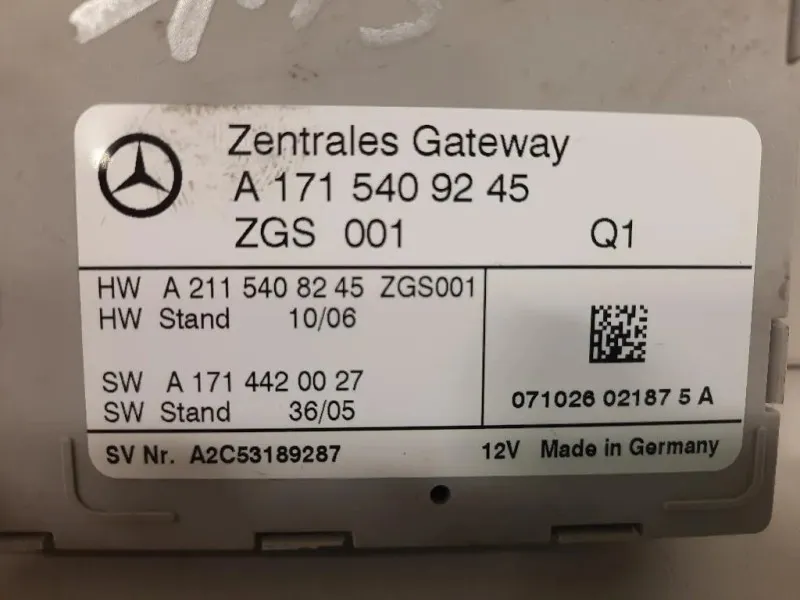 Zentrales Gateway
A 171 540 92 45
ZGS 001 Q1
HW A 211 540 82 45 ZGS001
HW Stand 10/06
SW A 171 442 00 27
SW Stand 36/05
071026 02187 5 A
SV Nr. A2C53189287 12V Made in Germany